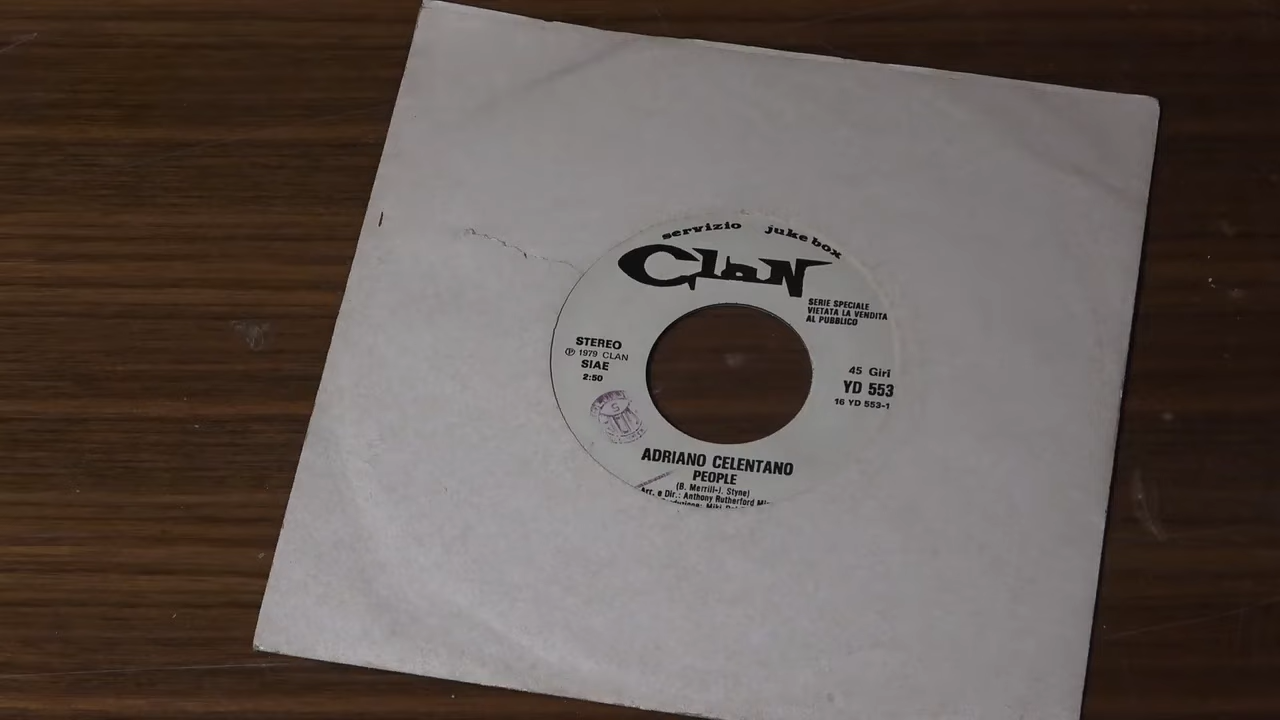 servizio juke box
Clan
SERIE SPECIALE
VIETATA LA VENDITA
AL PUBBLICO
STEREO
℗ 1979 CLAN
SIAE
2:50
45 Giri
YD 553
16 YD 553-1
ADRIANO CELENTANO
PEOPLE
(B. Merrill-J. Styne)
Arr. e Dir.: Anthony Rutherford